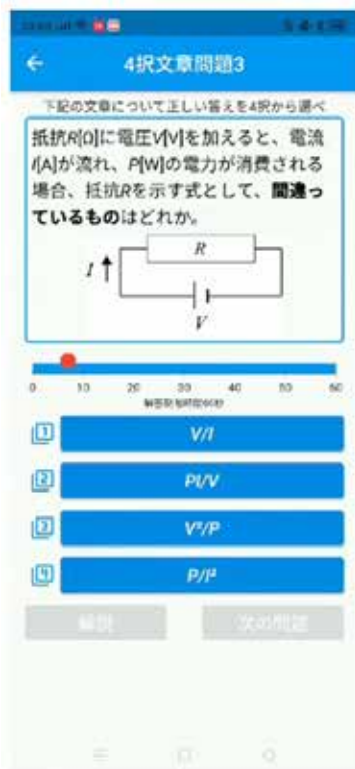 4択文章問題3
下記の文章について正しい答えを4択から選べ
抵抗R[Ω]に電圧V[V]を加えると、電流
I[A]が流れ、P[W]の電力が消費される
場合、抵抗Rを示す式として、間違っ
ているものはどれか。
R
I
V
0 10 20 30 40 50 60
1 V/I
2 PI/V
3 V²/P
4 P/I²
解説 次の問題